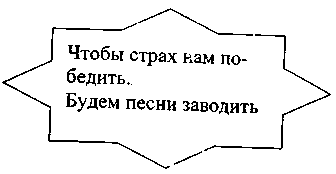 Чтобы страх нам по-
бедить.
Будем песни заводить